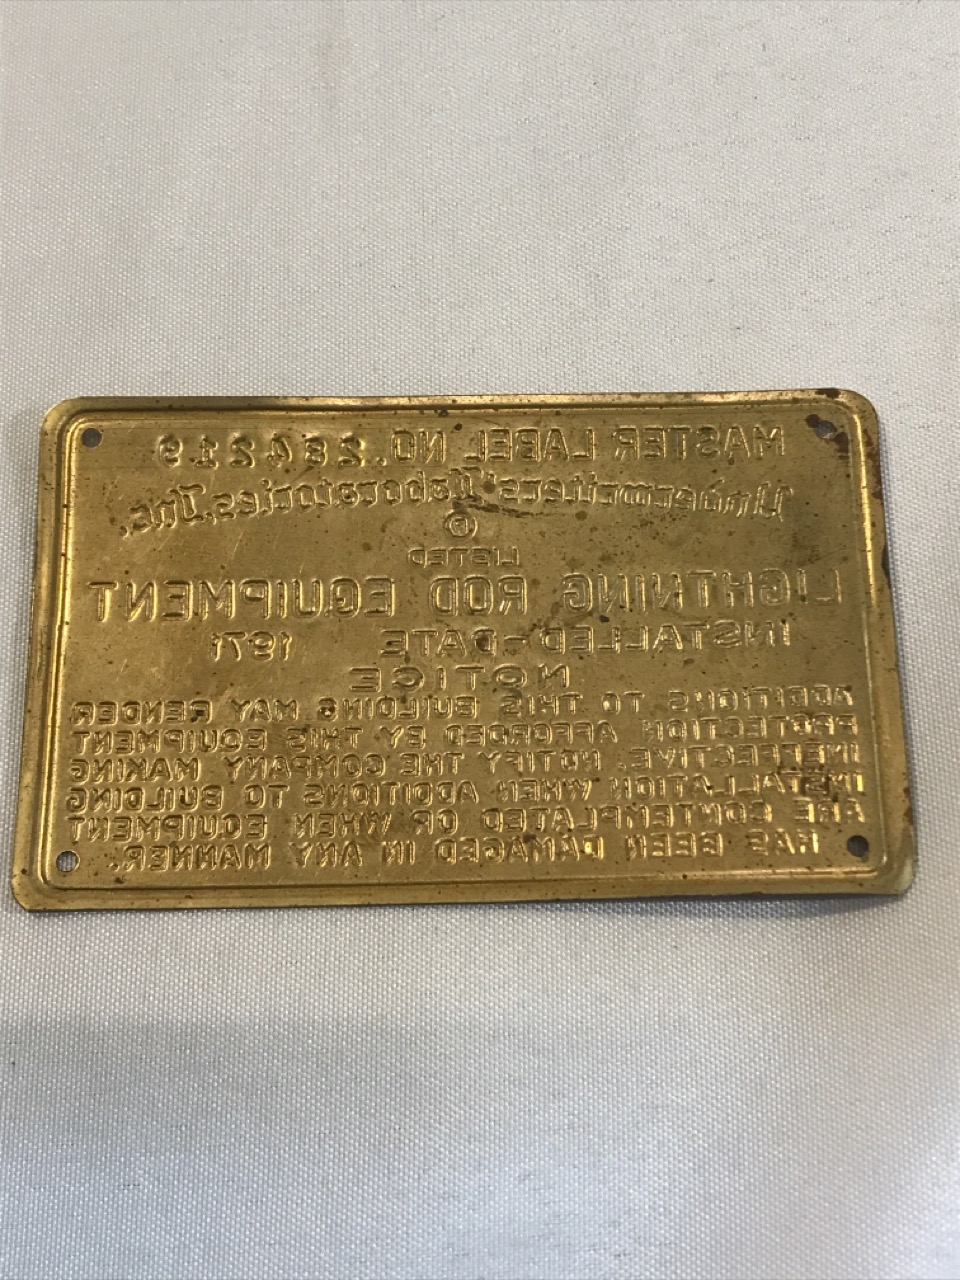 MASTER LABEL NO. 284219
Underwriters' Laboratories, Inc.
®
LISTED
LIGHTNING ROD EQUIPMENT
INSTALLED-DATE 1971
NOTICE
ADDITIONS TO THIS BUILDING MAY RENDER
PROTECTION AFFORDED BY THIS EQUIPMENT
INEFFECTIVE. NOTIFY THE COMPANY MAKING
INSTALLATION WHEN ADDITIONS TO BUILDING
ARE CONTEMPLATED OR WHEN EQUIPMENT
HAS BEEN DAMAGED IN ANY MANNER.